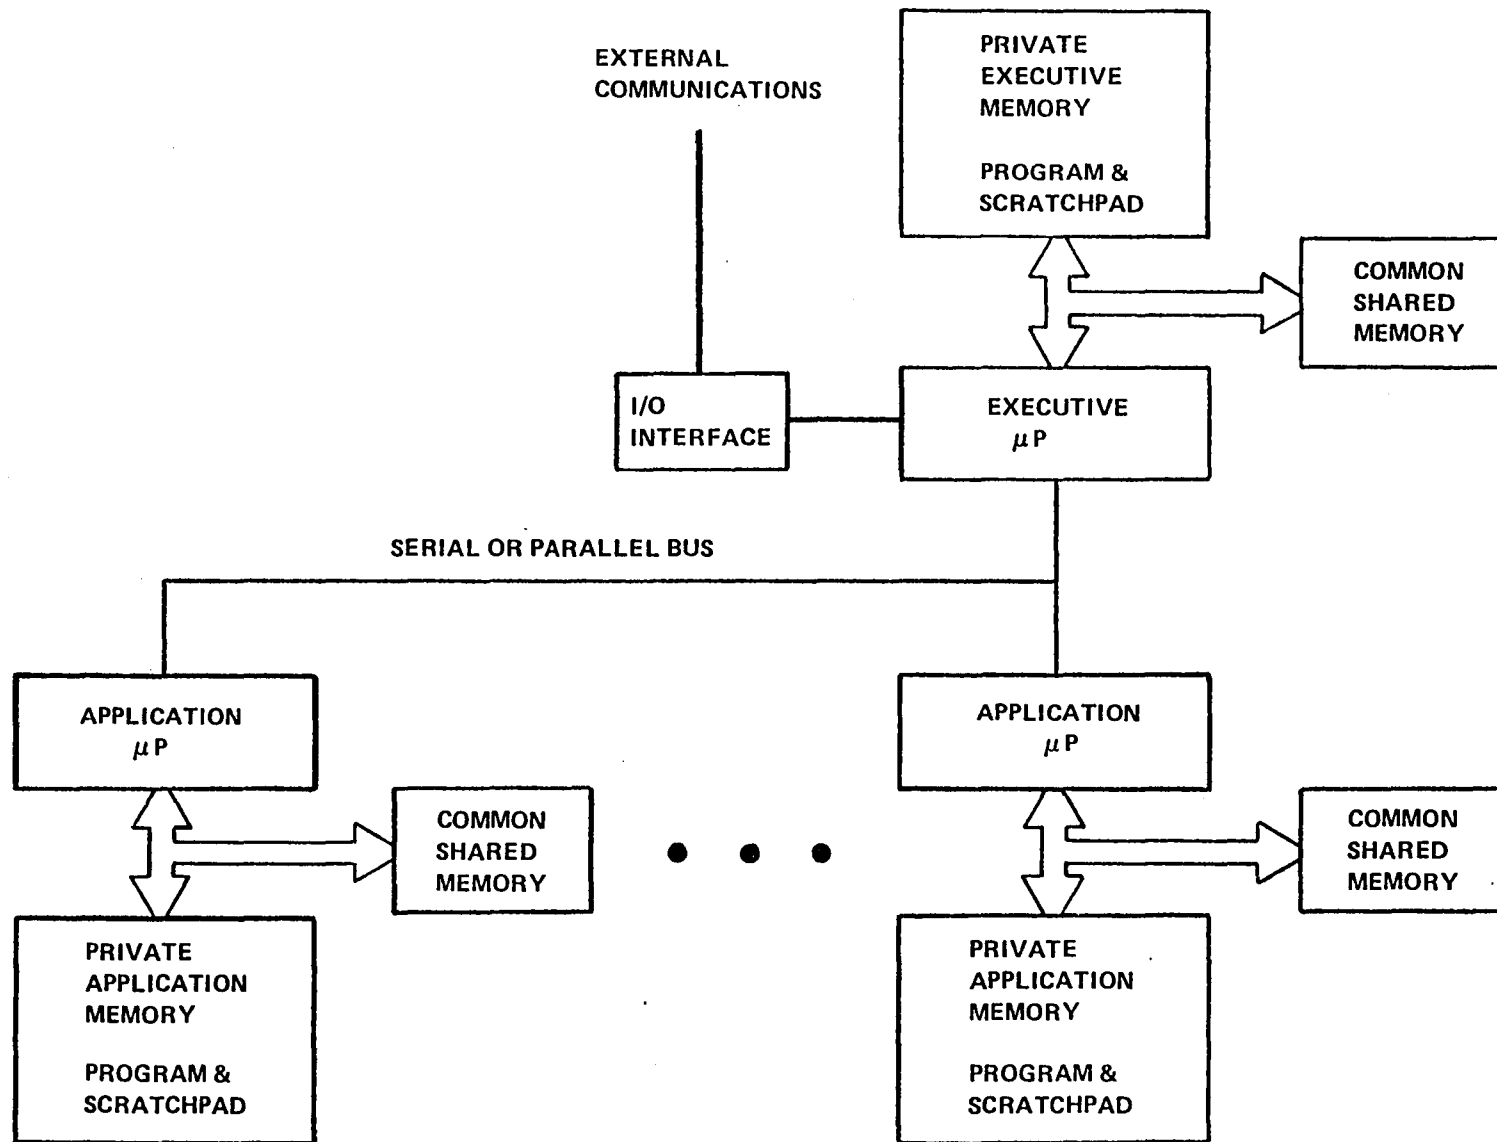 EXTERNAL
COMMUNICATIONS
PRIVATE
EXECUTIVE
MEMORY
PROGRAM &
SCRATCHPAD
COMMON
SHARED
MEMORY
I/O
INTERFACE
EXECUTIVE
μP
SERIAL OR PARALLEL BUS
APPLICATION
μP
APPLICATION
μP
COMMON
SHARED
MEMORY
COMMON
SHARED
MEMORY
PRIVATE
APPLICATION
MEMORY
PROGRAM &
SCRATCHPAD
PRIVATE
APPLICATION
MEMORY
PROGRAM &
SCRATCHPAD